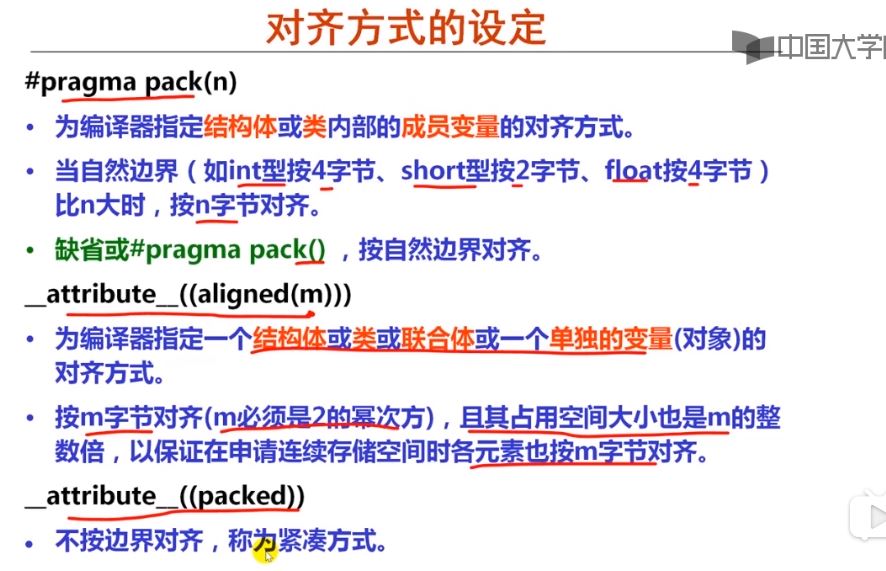 对齐方式的设定
中国大学
#pragma pack(n)
• 为编译器指定结构体或类内部的成员变量的对齐方式。
• 当自然边界（如int型按4字节、short型按2字节、float按4字节）
比n大时，按n字节对齐。
• 缺省或#pragma pack() ，按自然边界对齐。
__attribute__((aligned(m)))
• 为编译器指定一个结构体或类或联合体或一个单独的变量(对象)的
对齐方式。
• 按m字节对齐(m必须是2的幂次方)，且其占用空间大小也是m的整
数倍，以保证在申请连续存储空间时各元素也按m字节对齐。
__attribute__((packed))
• 不按边界对齐，称为紧凑方式。